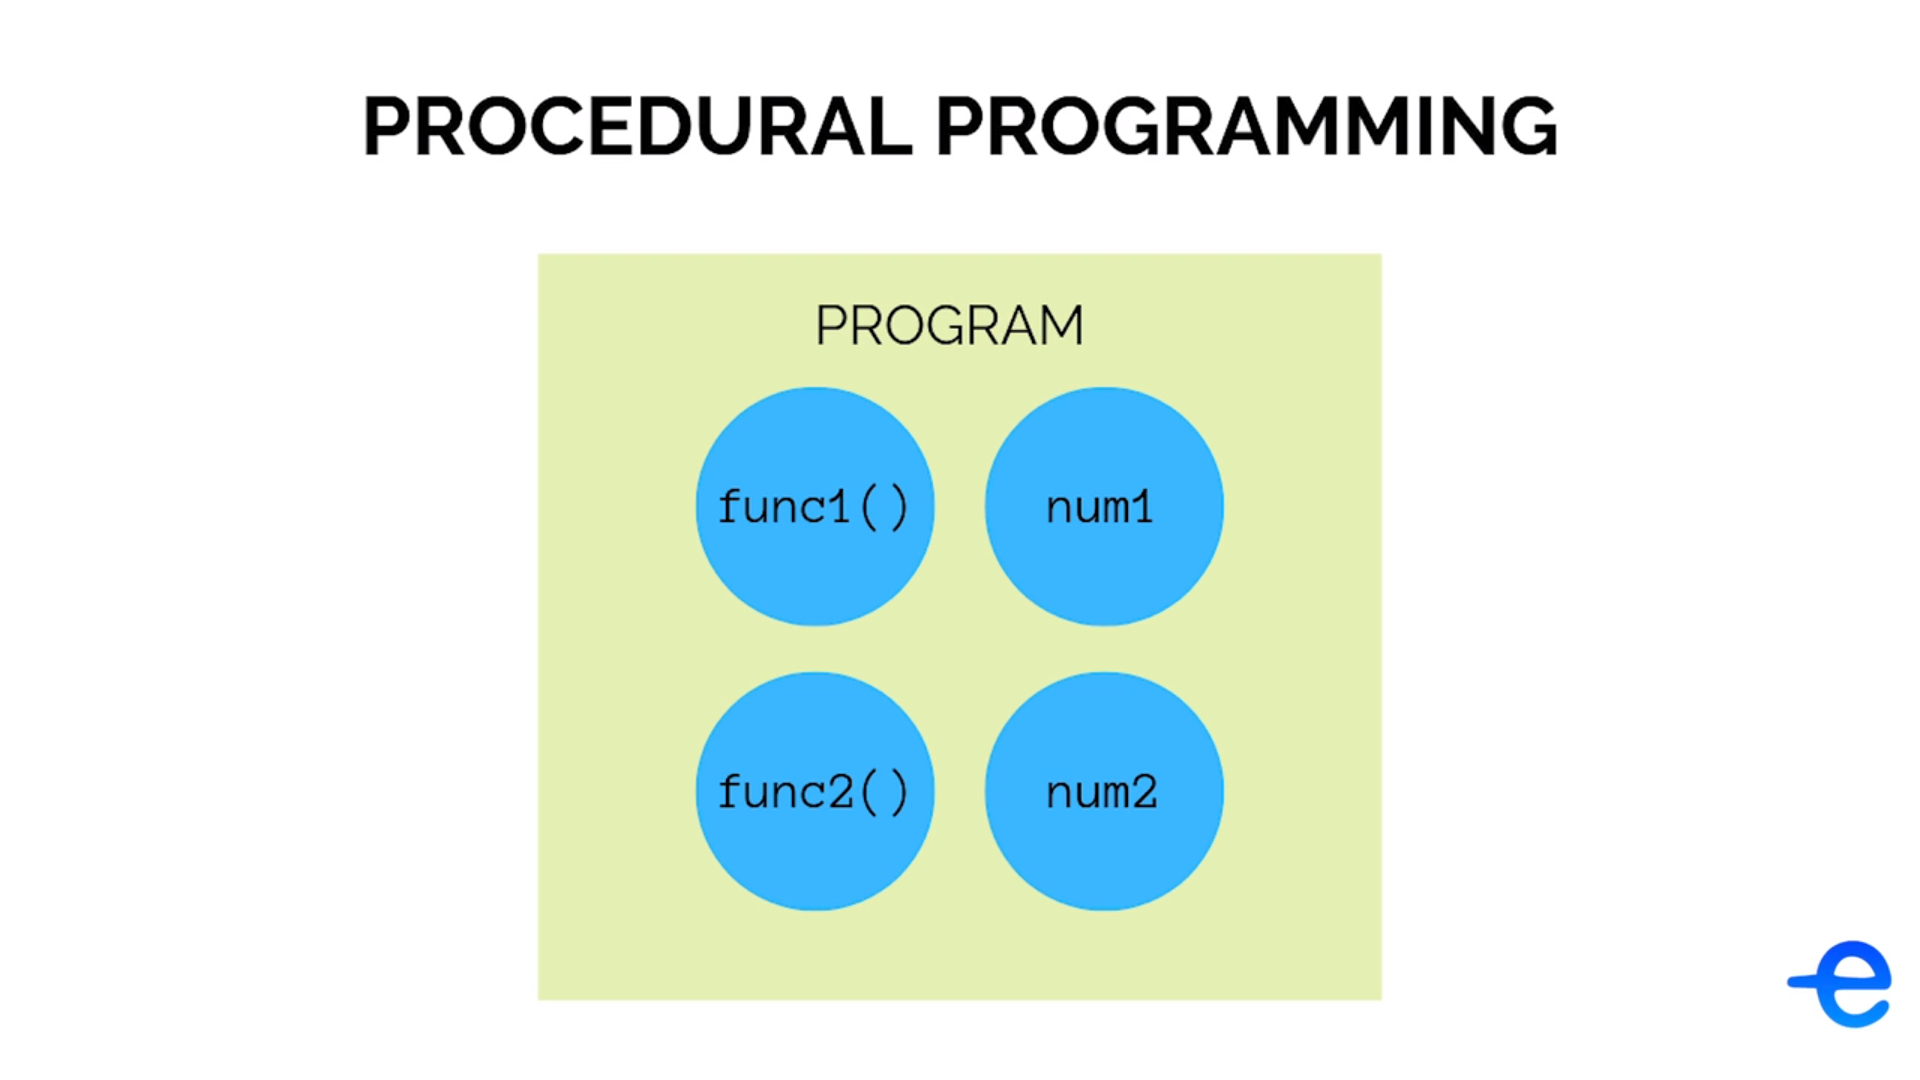 PROCEDURAL PROGRAMMING
PROGRAM
func1()
num1
func2()
num2
e